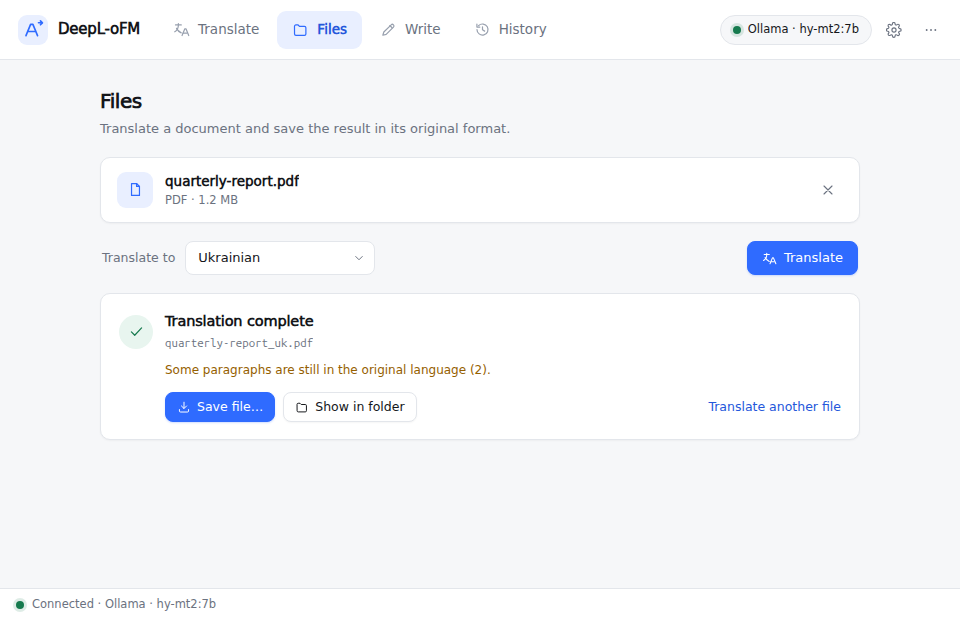 DeepL-oFM
Translate
Files
Write
History
Ollama · hy-mt2:7b
Files
Translate a document and save the result in its original format.
quarterly-report.pdf
PDF · 1.2 MB
Translate to
Ukrainian
Translate
Translation complete
quarterly-report_uk.pdf
Some paragraphs are still in the original language (2).
Save file...
Show in folder
Translate another file
Connected · Ollama · hy-mt2:7b